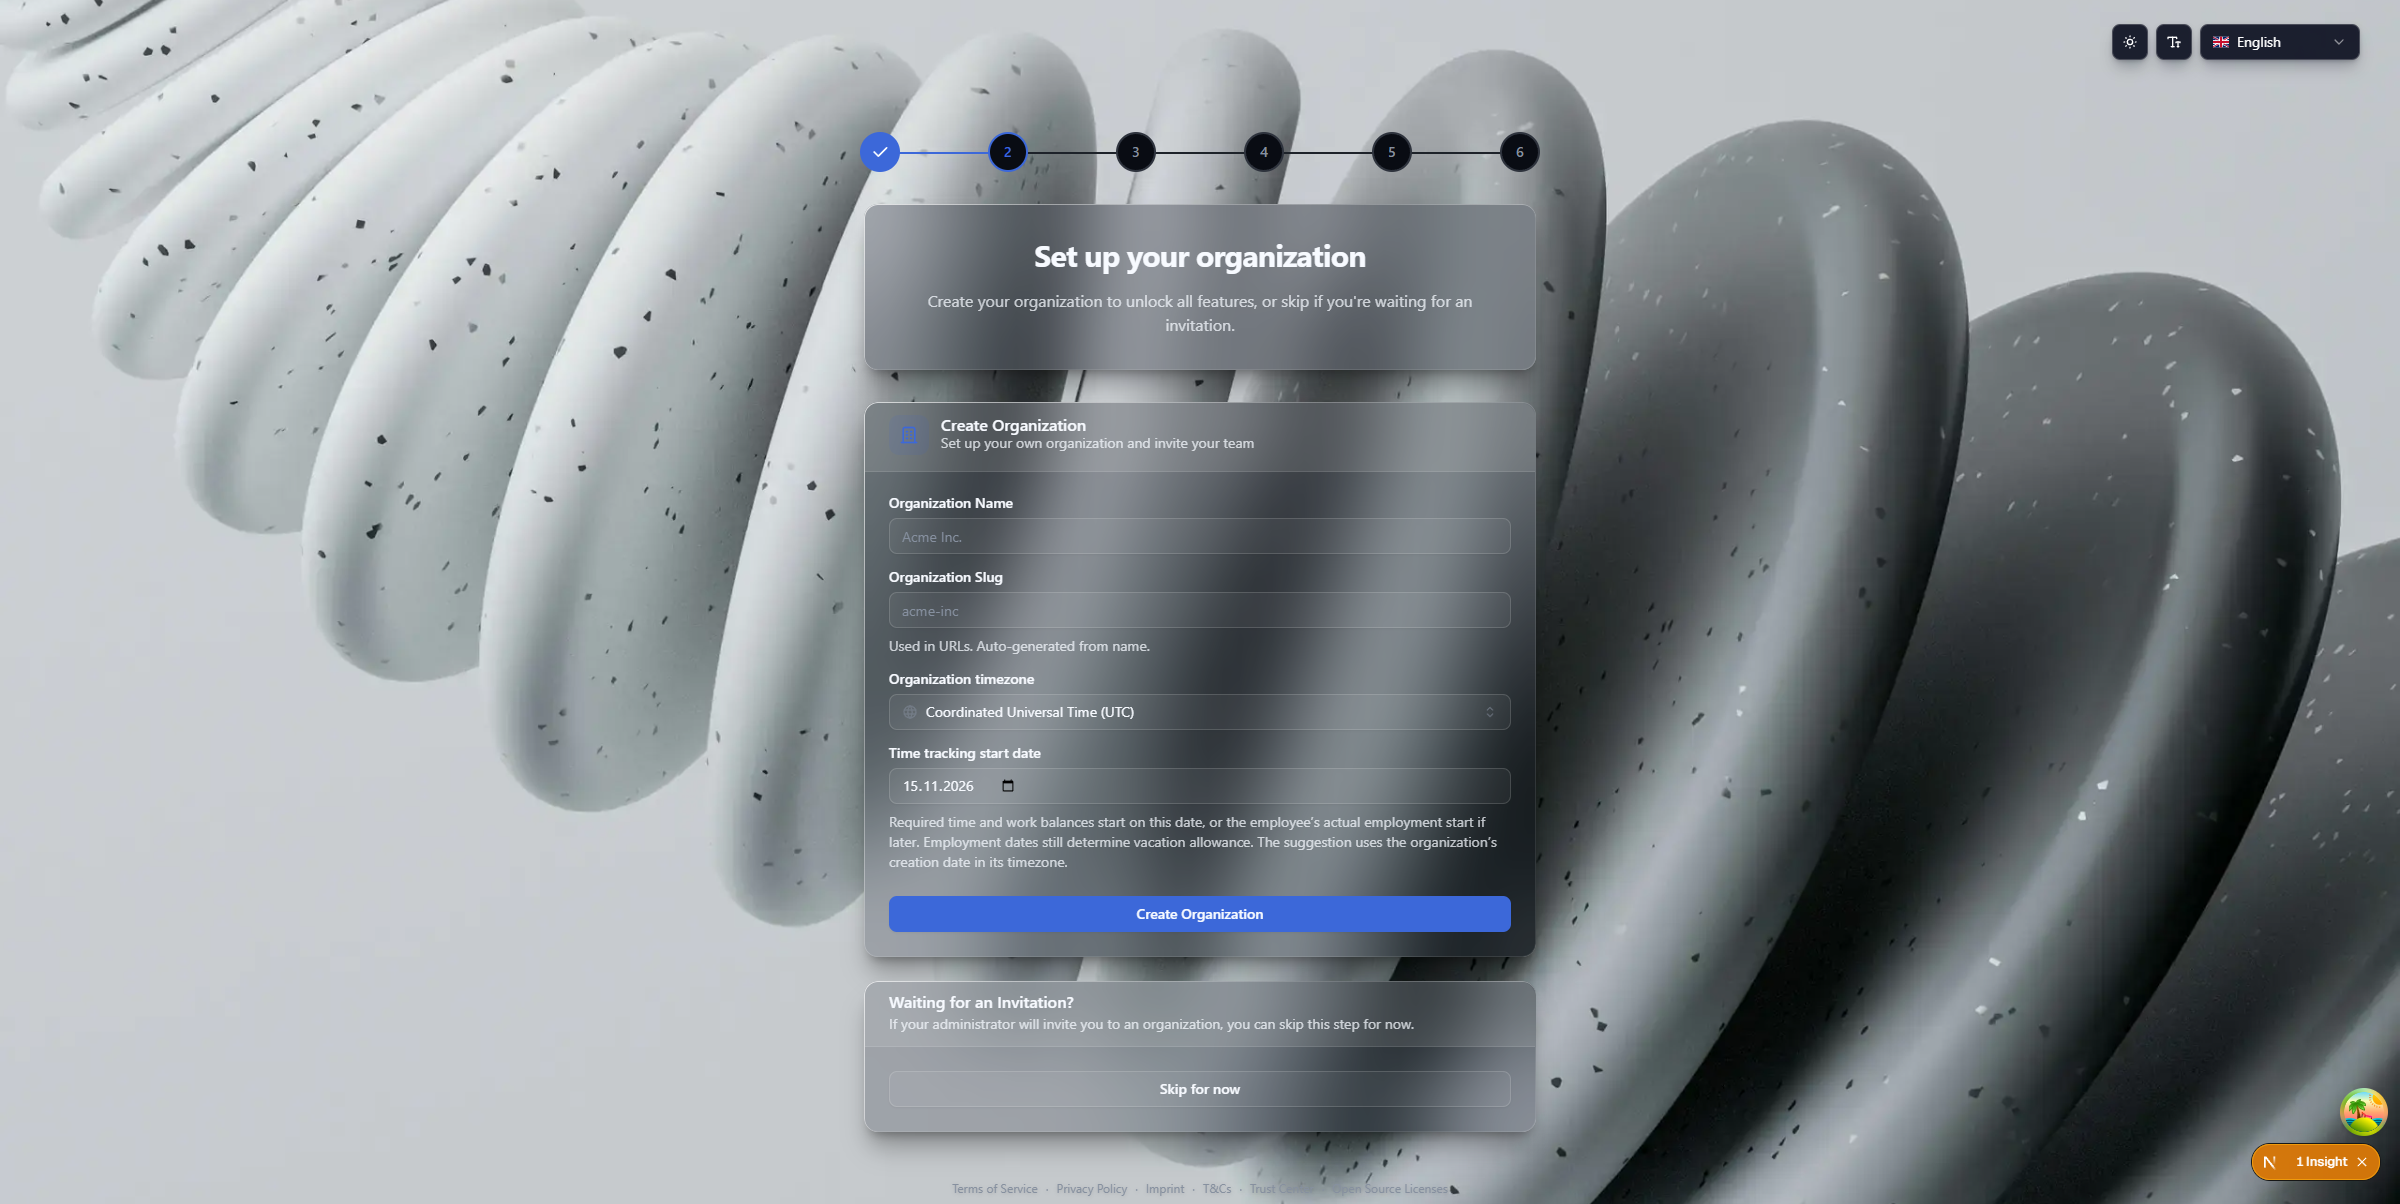 English
2
3
4
5
6
Set up your organization
Create your organization to unlock all features, or skip if you're waiting for an
invitation.
Create Organization
Set up your own organization and invite your team
Organization Name
Acme Inc.
Organization Slug
acme-inc
Used in URLs. Auto-generated from name.
Organization timezone
Coordinated Universal Time (UTC)
Time tracking start date
15.11.2026
Required time and work balances start on this date, or the employee’s actual employment start if
later. Employment dates still determine vacation allowance. The suggestion uses the organization’s
creation date in its timezone.
Create Organization
Waiting for an Invitation?
If your administrator will invite you to an organization, you can skip this step for now.
Skip for now
1 Insight
Terms of Service · Privacy Policy · Imprint · T&Cs · Trust Center · Open Source Licenses